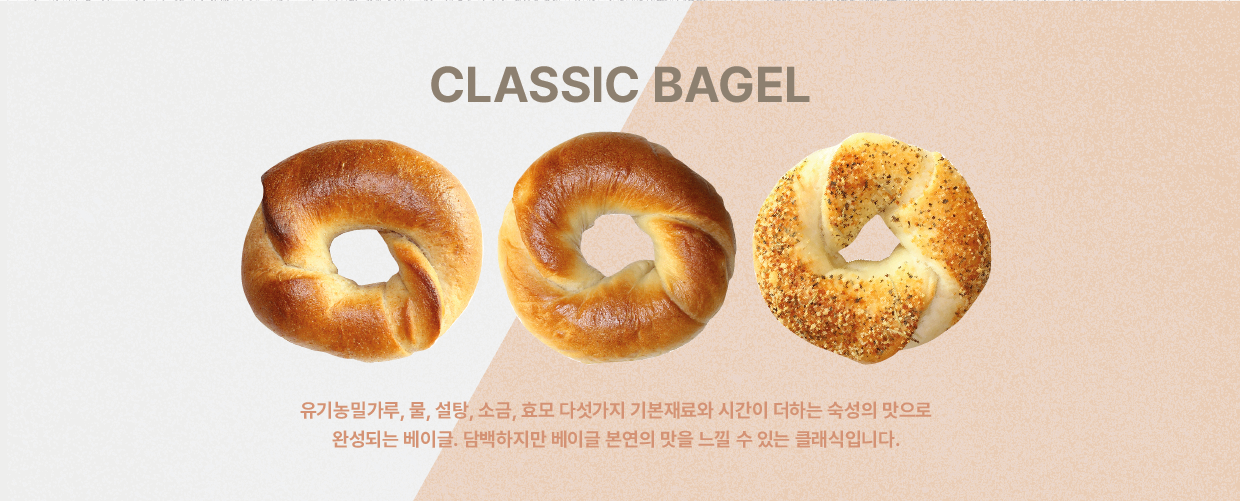 CLASSIC BAGEL
유기농밀가루, 물, 설탕, 소금, 효모 다섯가지 기본재료와 시간이 더하는 숙성의 맛으로
완성되는 베이글. 담백하지만 베이글 본연의 맛을 느낄 수 있는 클래식입니다.